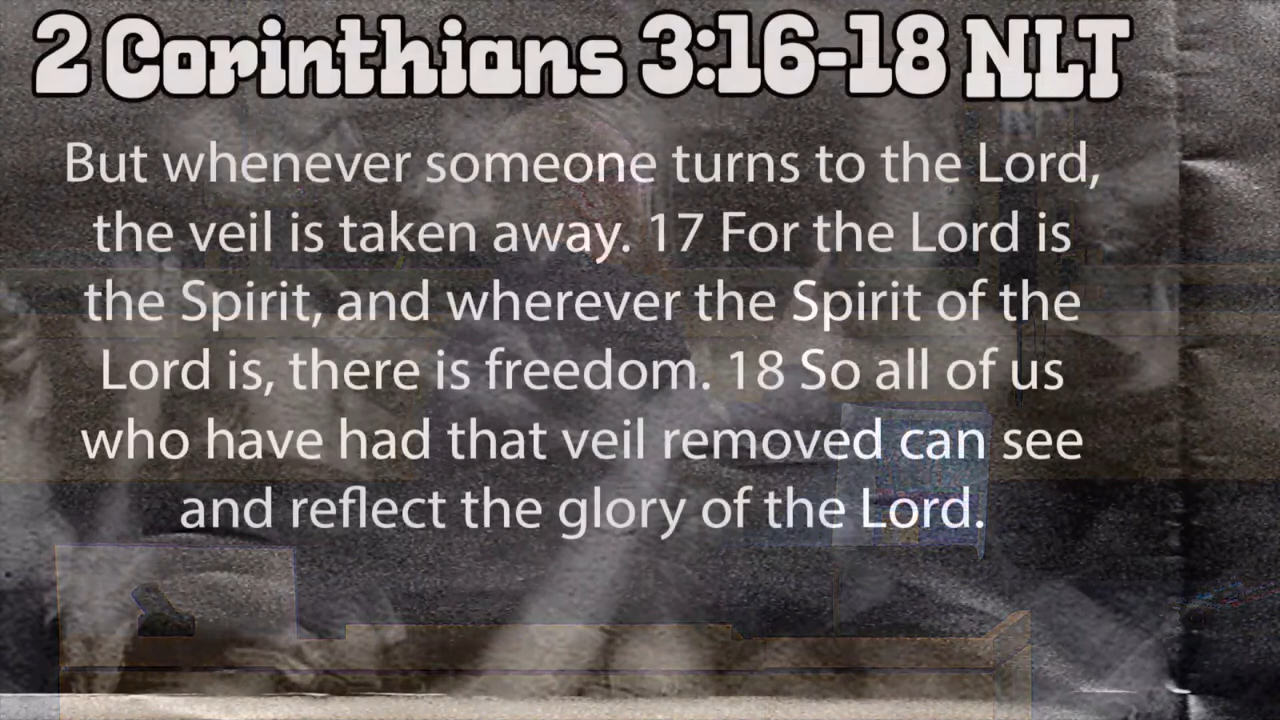 2 Corinthians 3:16-18 NLT
But whenever someone turns to the Lord,
the veil is taken away. 17 For the Lord is
the Spirit, and wherever the Spirit of the
Lord is, there is freedom. 18 So all of us
who have had that veil removed can see
and reflect the glory of the Lord.